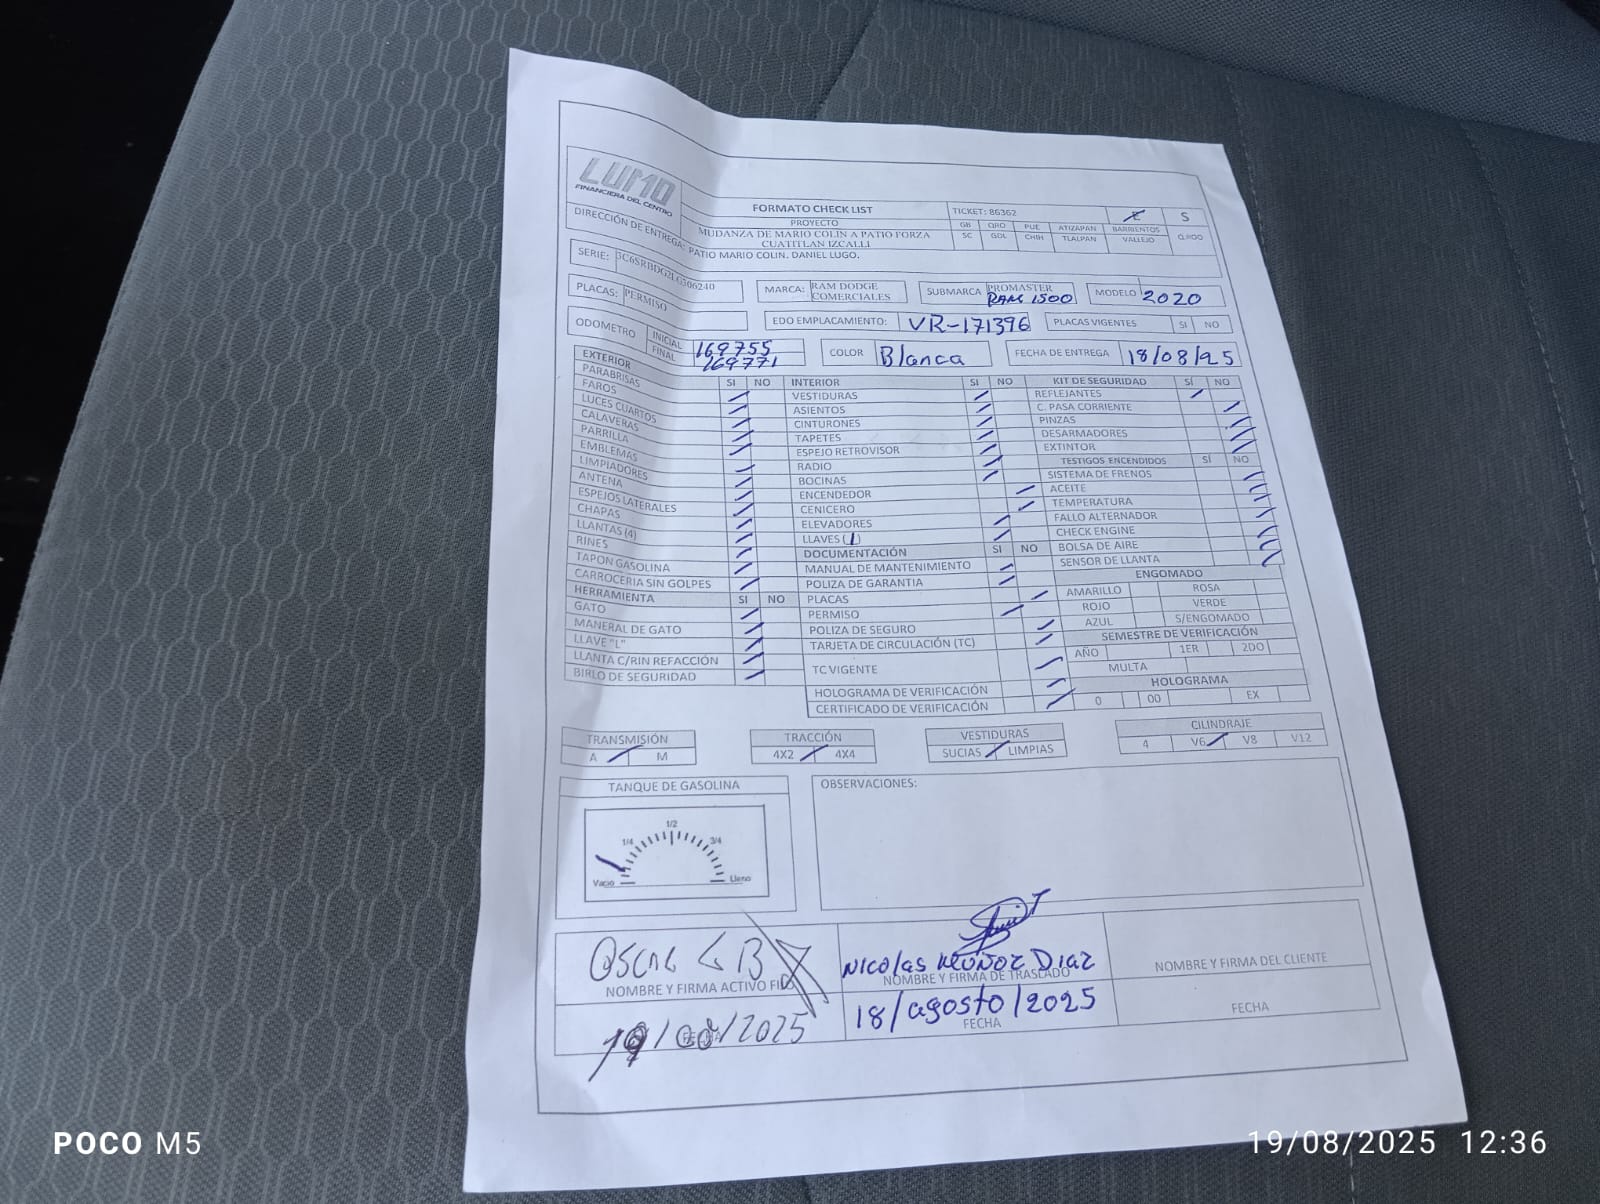 LUMO
FINANCIERA DEL CENTRO
FORMATO CHECK LIST
TICKET: 86362
E S
PROYECTO
GB QRO PUE ATIZAPAN BARRIENTOS Q.ROO
MUDANZA DE MARIO COLIN A PATIO FORZA CUATITLAN IZCALLI
SC GDL CHIH TLALPAN VALLEJO
DIRECCIÓN DE ENTREGA: PATIO MARIO COLIN. DANIEL LUGO.
SERIE:
MARCA: RAM DODGE COMERCIALES
SUBMARCA PROMASTER RAM 1500
MODELO 2020
PLACAS: PERMISO
EDO EMPLACAMIENTO: VR-171396
PLACAS VIGENTES SI NO
ODOMETRO INICIAL 169755
FINAL 169771
COLOR Blanca
FECHA DE ENTREGA 18/08/25
EXTERIOR SI NO
PARABRISAS
FAROS
LUCES CUARTOS
CALAVERAS
PARRILLA
EMBLEMAS
LIMPIADORES
ANTENA
ESPEJOS LATERALES
CHAPAS
LLANTAS (4)
RINES
TAPON GASOLINA
CARROCERIA SIN GOLPES
HERRAMIENTA SI NO
GATO
MANERAL DE GATO
LLAVE "L"
LLANTA C/RIN REFACCIÓN
BIRLO DE SEGURIDAD
INTERIOR SI NO
VESTIDURAS
ASIENTOS
CINTURONES
TAPETES
ESPEJO RETROVISOR
RADIO
BOCINAS
ENCENDEDOR
CENICERO
ELEVADORES
LLAVES (1)
DOCUMENTACIÓN SI NO
MANUAL DE MANTENIMIENTO
POLIZA DE GARANTIA
PLACAS
PERMISO
POLIZA DE SEGURO
TARJETA DE CIRCULACIÓN (TC)
TC VIGENTE
HOLOGRAMA DE VERIFICACIÓN
CERTIFICADO DE VERIFICACIÓN
KIT DE SEGURIDAD SÍ NO
REFLEJANTES
C. PASA CORRIENTE
PINZAS
DESARMADORES
EXTINTOR
TESTIGOS ENCENDIDOS SÍ NO
SISTEMA DE FRENOS
ACEITE
TEMPERATURA
FALLO ALTERNADOR
CHECK ENGINE
BOLSA DE AIRE
SENSOR DE LLANTA
ENGOMADO
AMARILLO ROSA
ROJO VERDE
AZUL S/ENGOMADO
SEMESTRE DE VERIFICACIÓN
AÑO 1ER 2DO
MULTA
HOLOGRAMA
0 00 EX
TRANSMISIÓN
A M
TRACCIÓN
4X2 4X4
VESTIDURAS
SUCIAS LIMPIAS
CILINDRAJE
4 V6 V8 V12
TANQUE DE GASOLINA
1/4 1/2 3/4
Vacio Lleno
OBSERVACIONES:
NOMBRE Y FIRMA ACTIVO FIJO
19/08/2025
FECHA
NICOLAS MUÑOZ DIAZ
NOMBRE Y FIRMA DE TRASLADO
18/agosto/2025
FECHA
NOMBRE Y FIRMA DEL CLIENTE
FECHA
POCO M5
19/08/2025 12:36